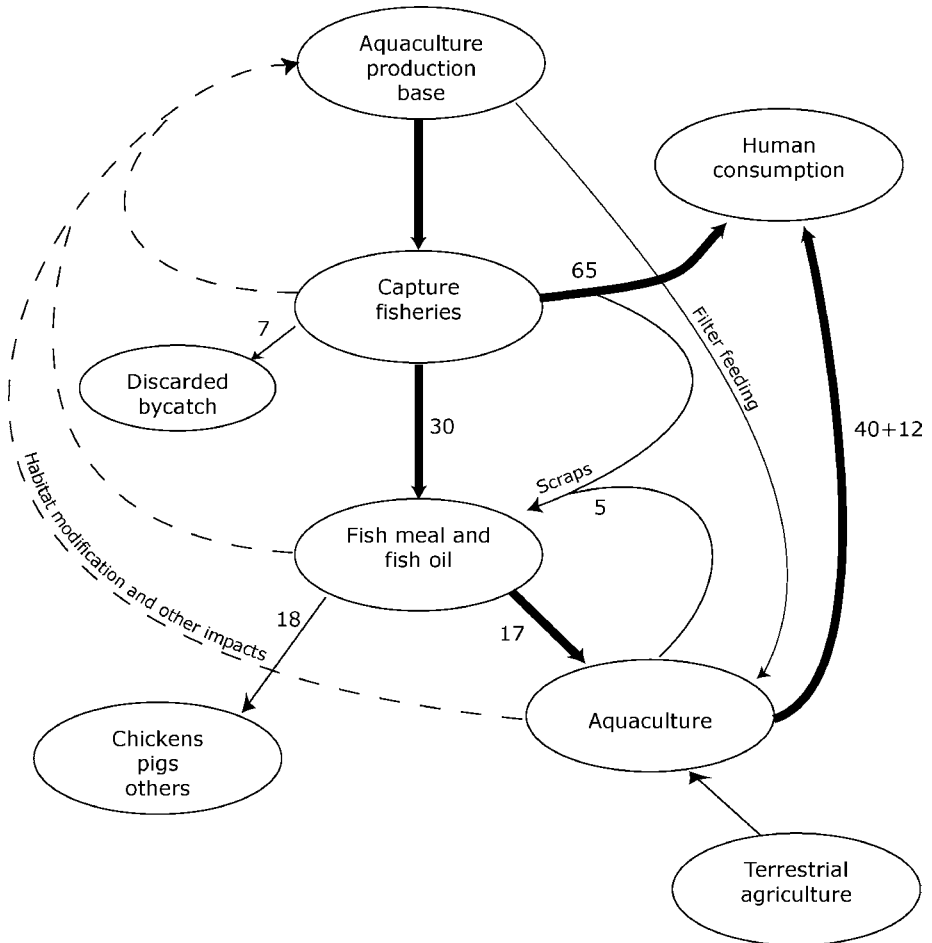 Aquaculture
production
base
Human
consumption
65
Capture
fisheries
7
Filter feeding
Discarded
bycatch
30
40+12
Scraps
5
Fish meal and
fish oil
Habitat modification and other impacts
18
17
Chickens
pigs
others
Aquaculture
Terrestrial
agriculture